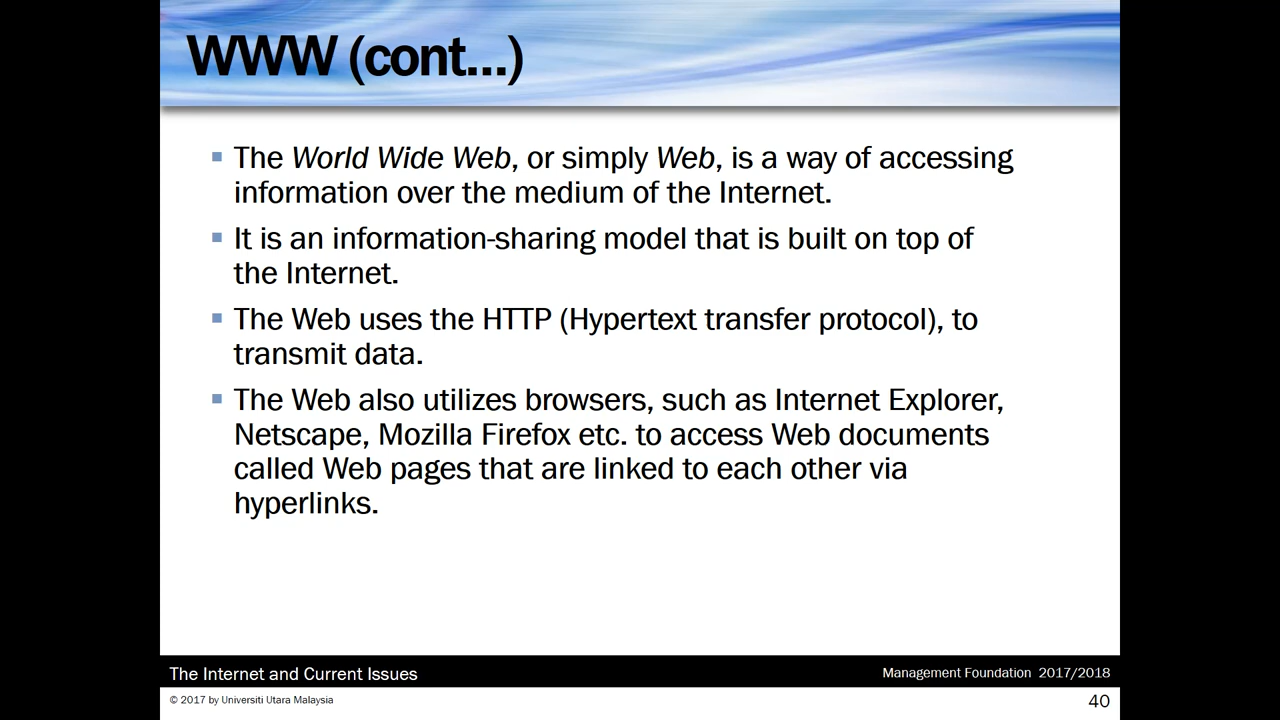 WWW (cont...)
▪ The World Wide Web, or simply Web, is a way of accessing
information over the medium of the Internet.
▪ It is an information-sharing model that is built on top of
the Internet.
▪ The Web uses the HTTP (Hypertext transfer protocol), to
transmit data.
▪ The Web also utilizes browsers, such as Internet Explorer,
Netscape, Mozilla Firefox etc. to access Web documents
called Web pages that are linked to each other via
hyperlinks.
The Internet and Current Issues
Management Foundation 2017/2018
© 2017 by Universiti Utara Malaysia
40